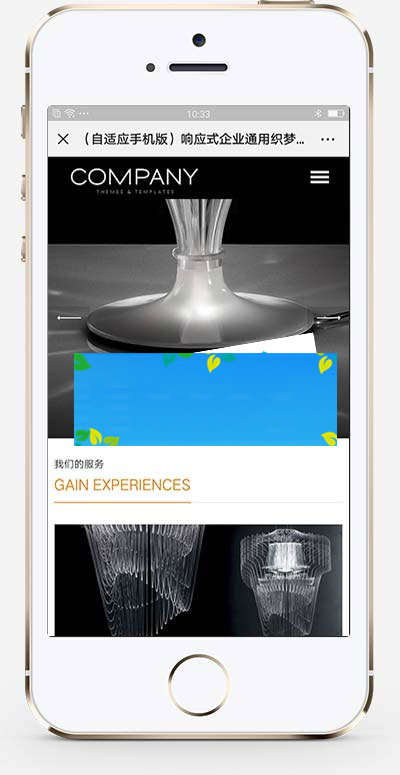 10:33
（自适应手机版）响应式企业通用织梦...
COMPANY
THEMES & TEMPLATES
我们的服务
GAIN EXPERIENCES